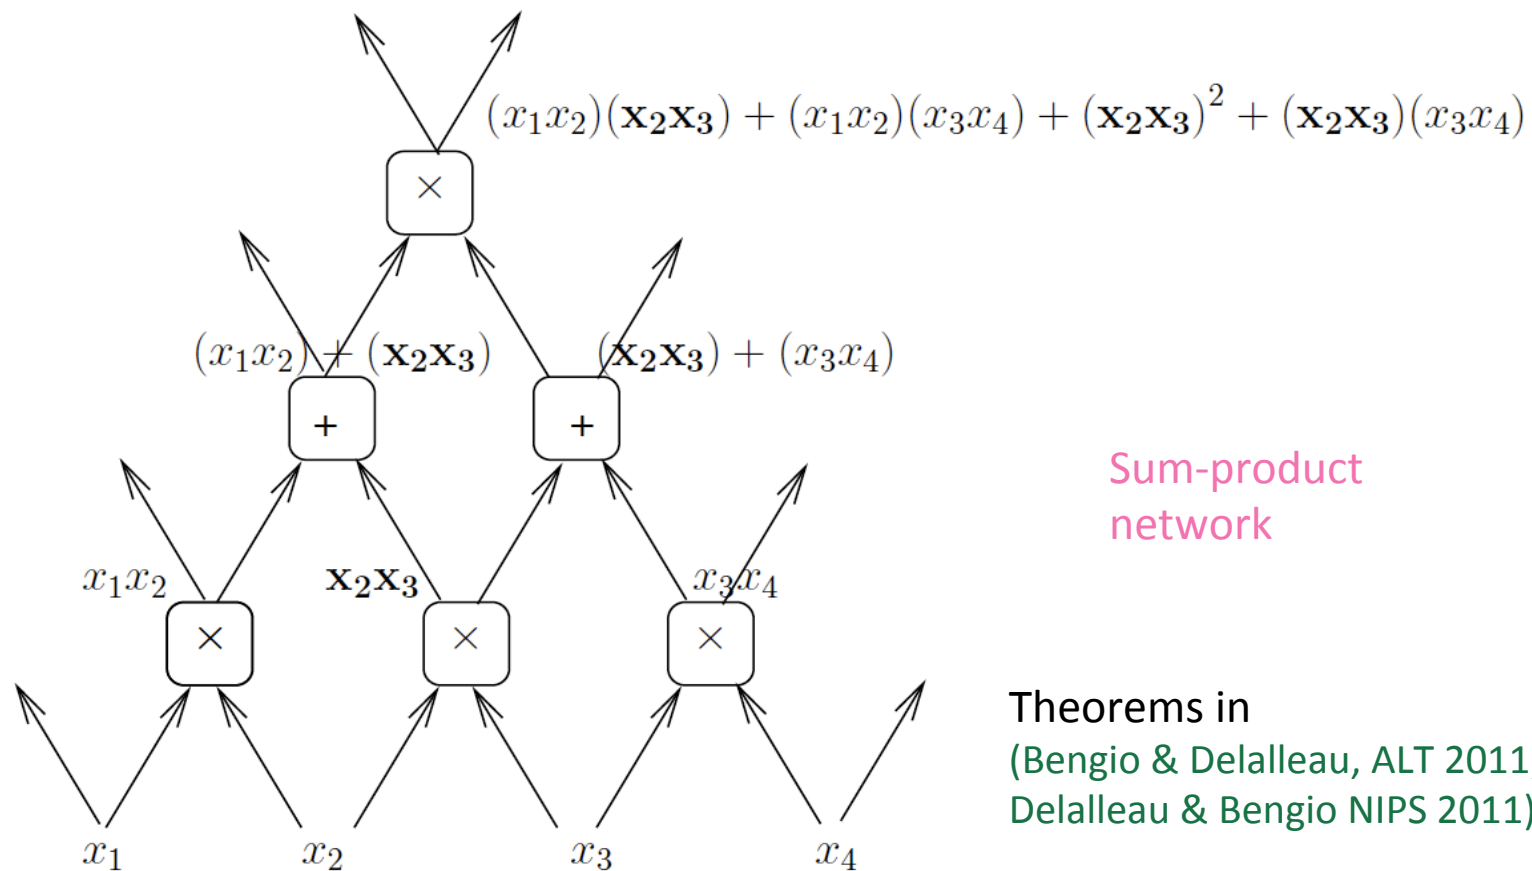 (x₁x₂)(𝐱₂𝐱₃) + (x₁x₂)(x₃x₄) + (𝐱₂𝐱₃)² + (𝐱₂𝐱₃)(x₃x₄)
×
(x₁x₂) + (𝐱₂𝐱₃)
(𝐱₂𝐱₃) + (x₃x₄)
+
+
Sum-product
network
x₁x₂
𝐱₂𝐱₃
x₃x₄
×
×
×
Theorems in
(Bengio & Delalleau, ALT 2011
Delalleau & Bengio NIPS 2011)
x₁
x₂
x₃
x₄